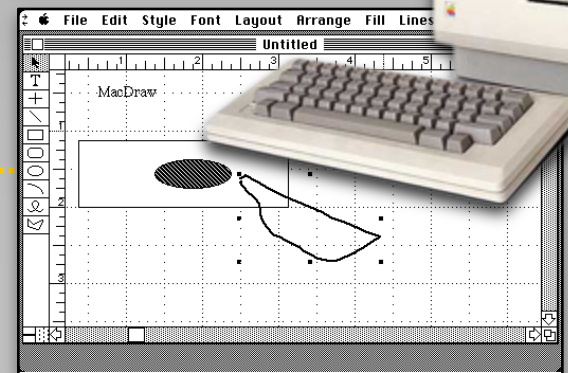 File Edit Style Font Layout Arrange Fill Lines
Untitled
1 2 3 4 5
T
MacDraw
1
2
3